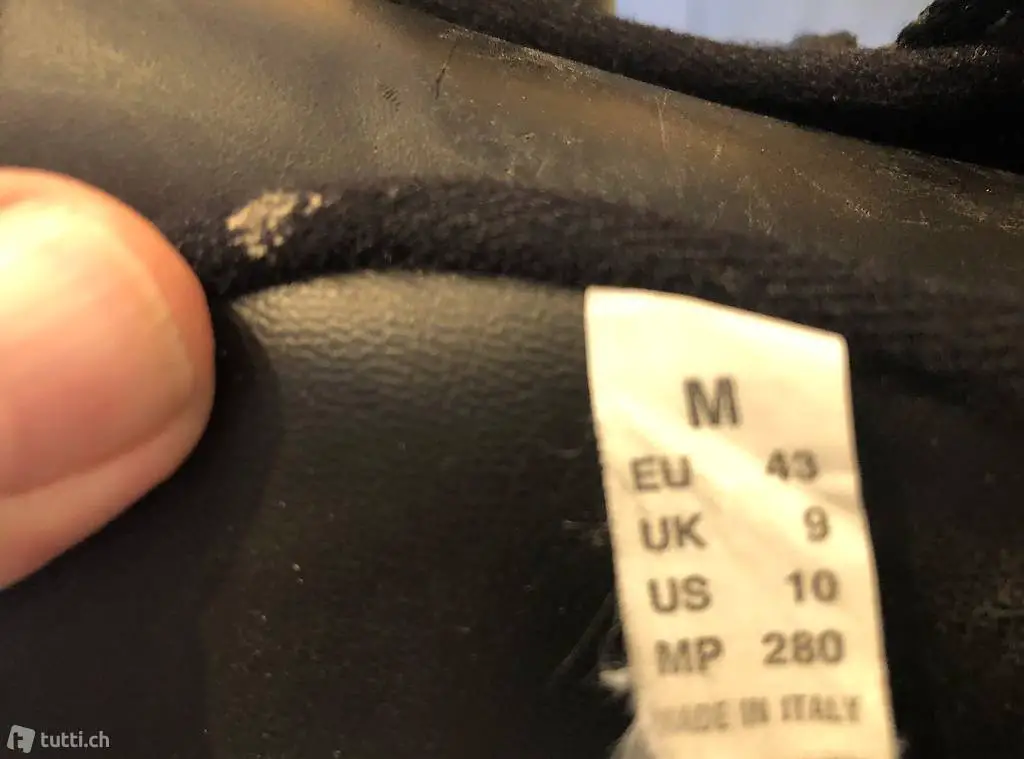 M
EU 43
UK 9
US 10
MP 280
MADE IN ITALY
tutti.ch